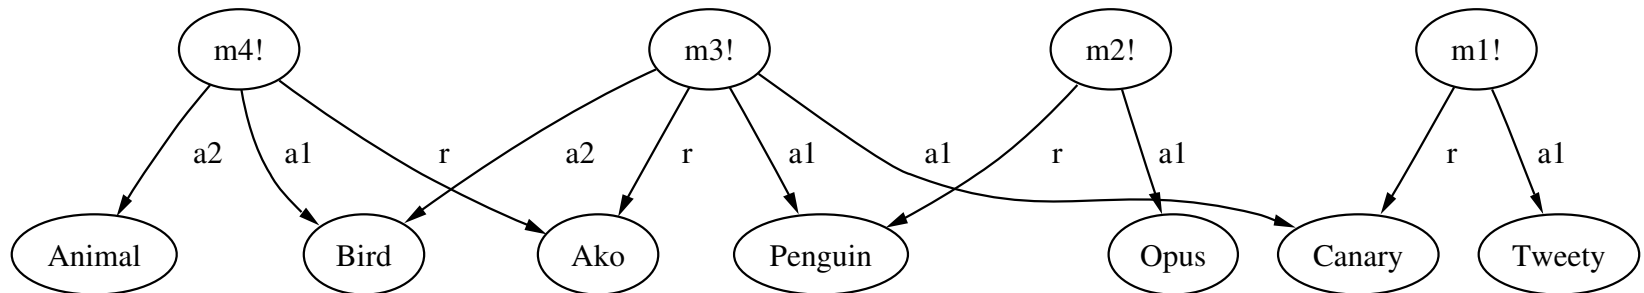 m4! m3! m2! m1!
a2 a1 r a2 r a1 a1 r a1 r a1
Animal Bird Ako Penguin Opus Canary Tweety